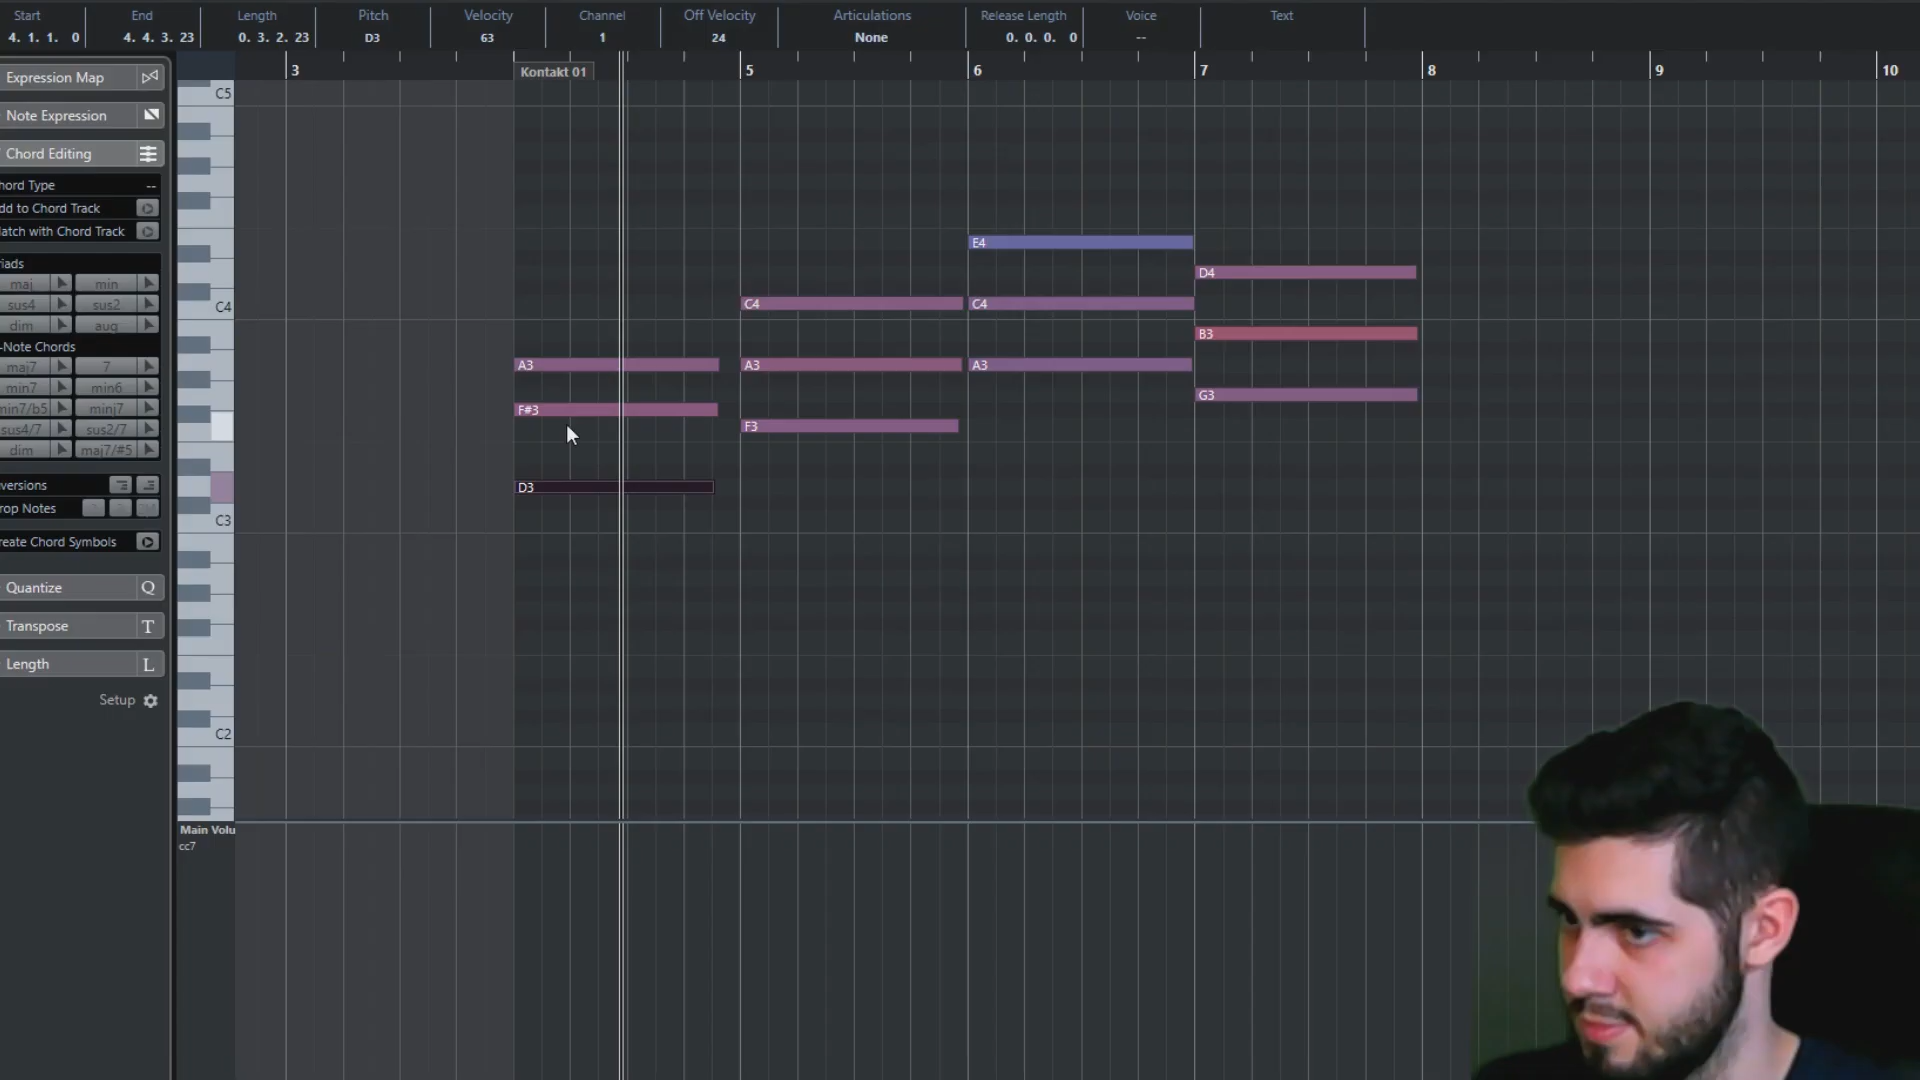 Start End Length Pitch Velocity Channel Off Velocity Articulations Release Length Voice Text
4. 1. 1. 0 4. 4. 3. 23 0. 3. 2. 23 D3 63 1 24 None 0. 0. 0. 0 --
3 5 6 7 8 9 10
Kontakt 01
Expression Map
Note Expression
Chord Editing
hord Type --
dd to Chord Track
latch with Chord Track
iads
maj min
sus4 sus2
dim aug
-Note Chords
maj7 7
min7 min6
min7/b5 minj7
sus4/7 sus2/7
dim maj7/#5
versions
rop Notes
reate Chord Symbols
Quantize Q
Transpose T
Length L
Setup
C5
C4
C3
C2
E4
D4
C4 C4
B3
A3 A3 A3
G3
F#3
F3
D3
Main Volu
cc7